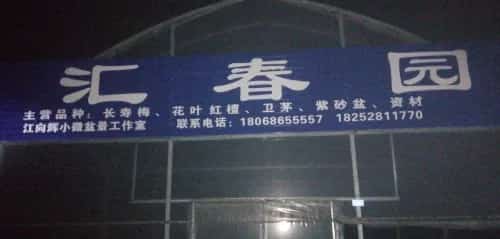 汇春园
主营品种：长寿梅、花叶红檀、卫茅、紫砂盆、资材
江向辉小微盆景工作室 联系电话：18068655557 18252811770